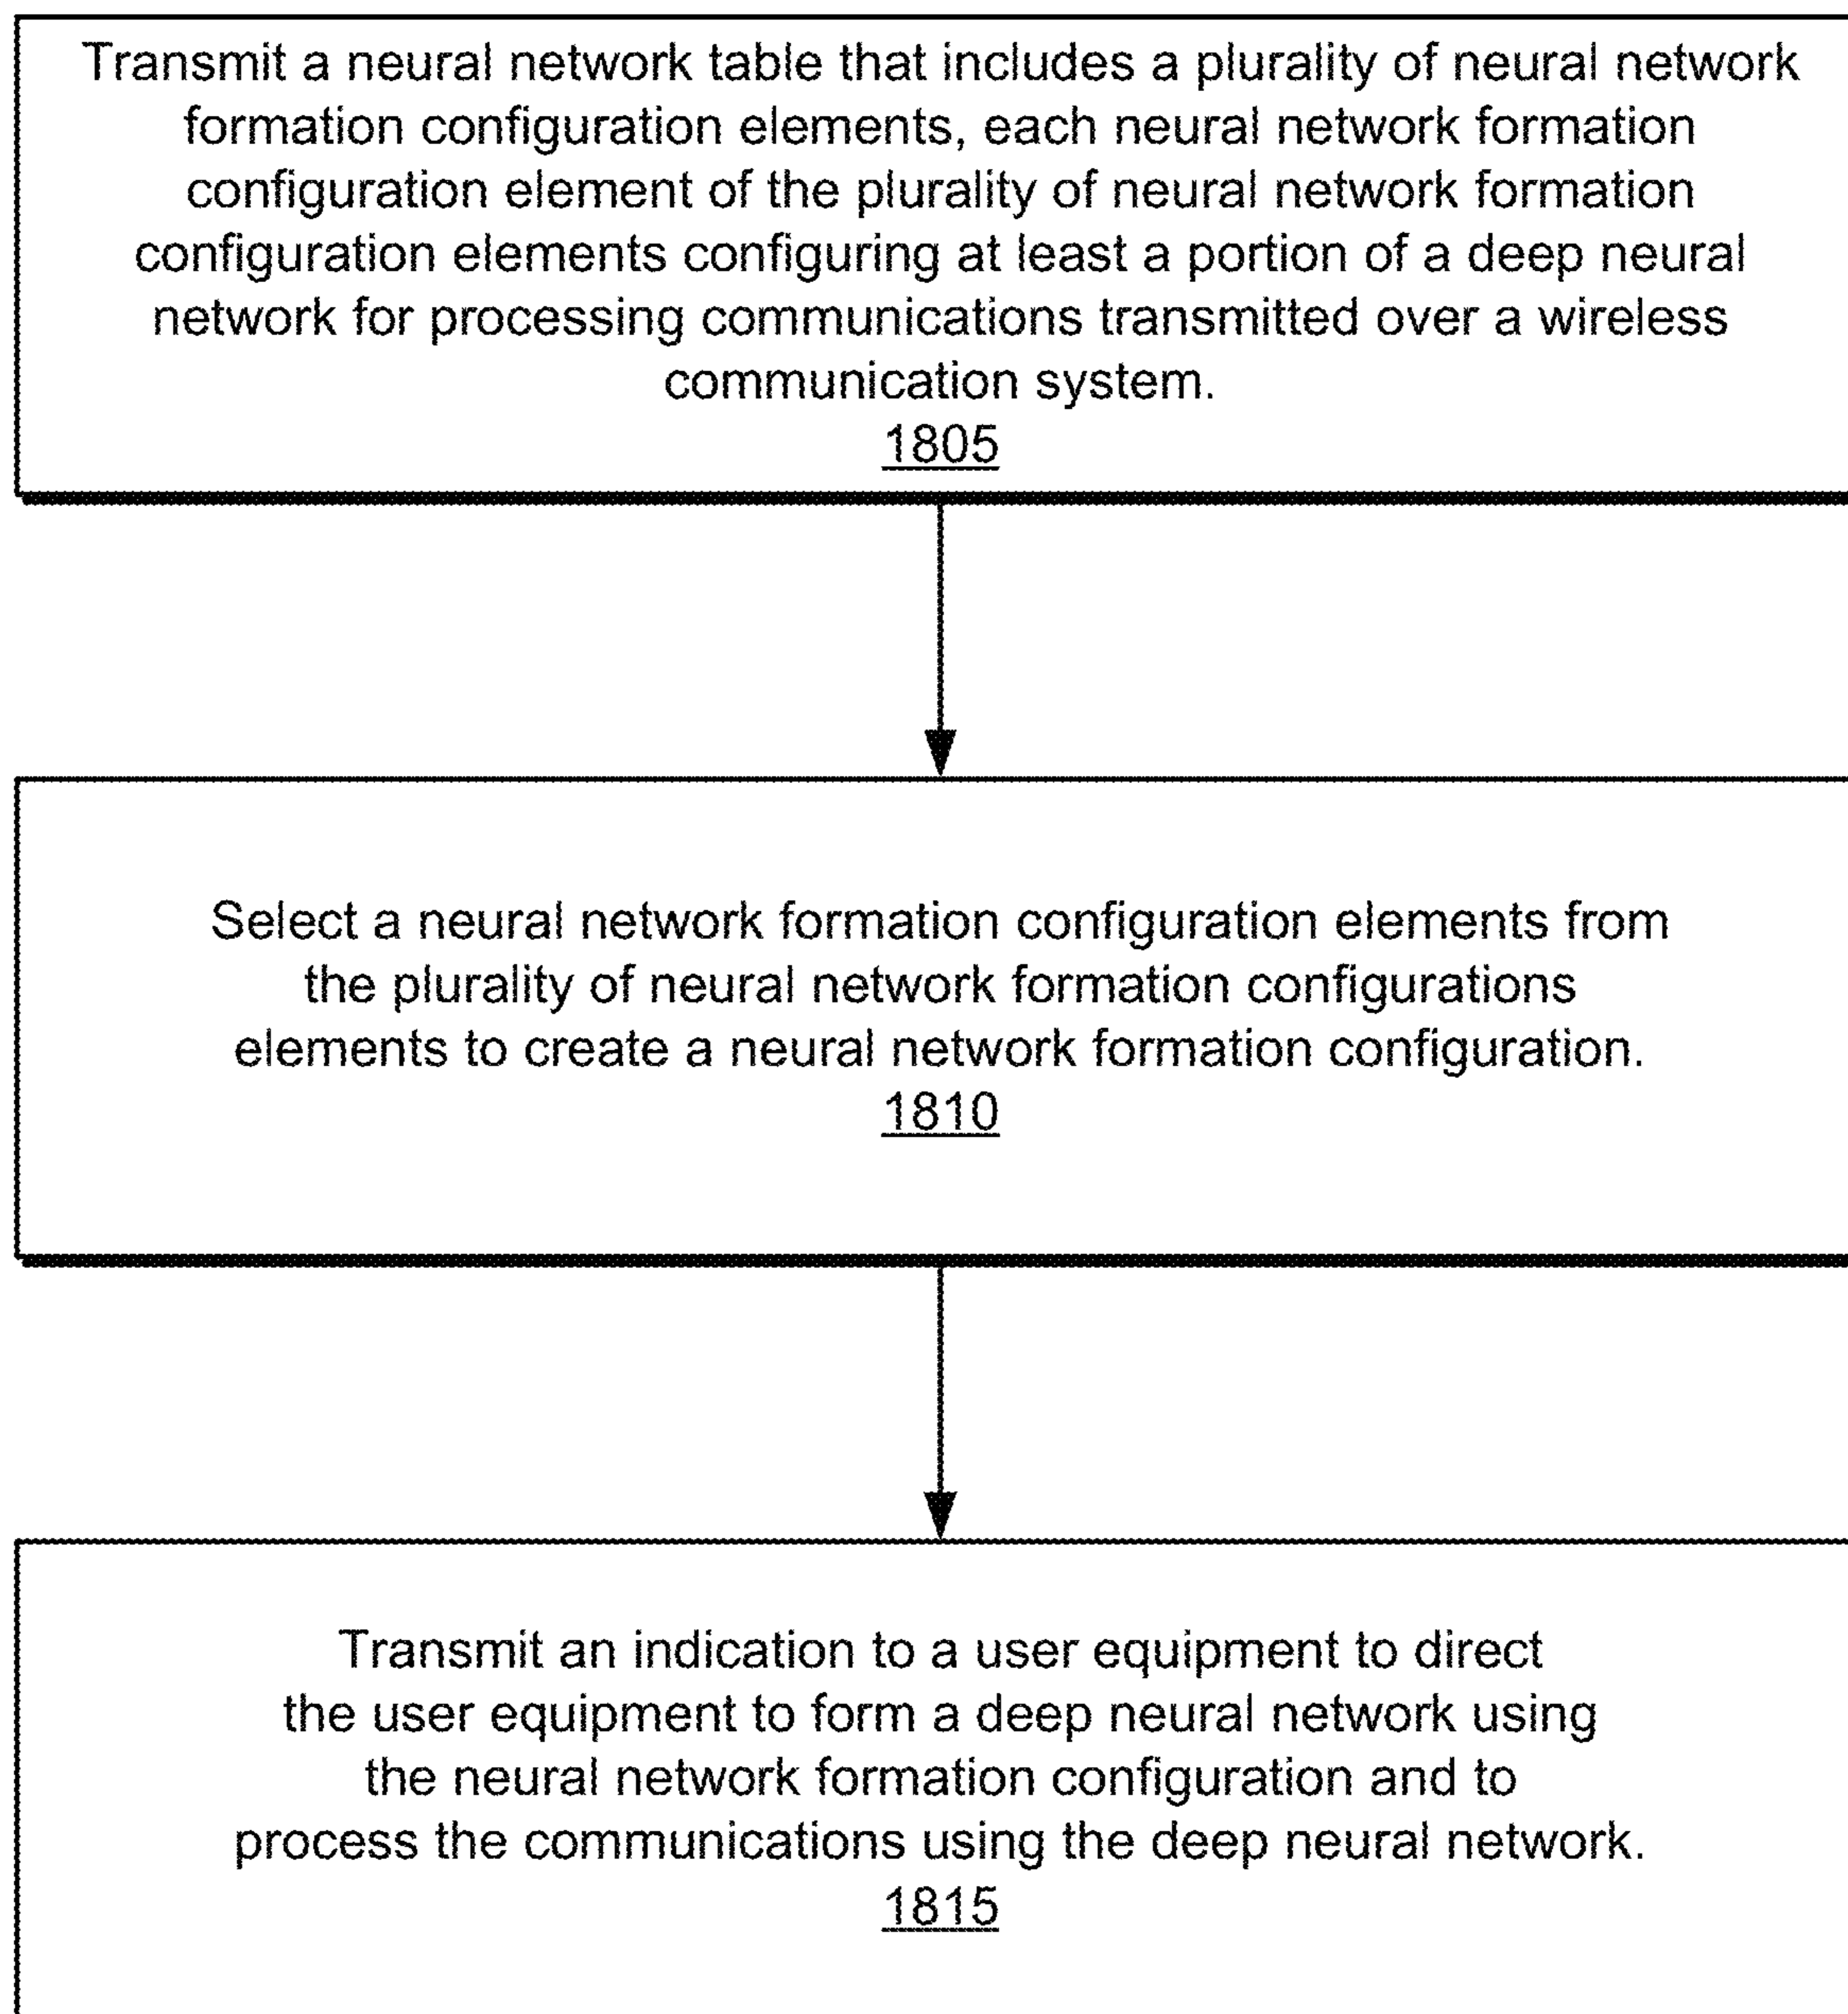 Transmit a neural network table that includes a plurality of neural network
formation configuration elements, each neural network formation
configuration element of the plurality of neural network formation
configuration elements configuring at least a portion of a deep neural
network for processing communications transmitted over a wireless
communication system.
1805
Select a neural network formation configuration elements from
the plurality of neural network formation configurations
elements to create a neural network formation configuration.
1810
Transmit an indication to a user equipment to direct
the user equipment to form a deep neural network using
the neural network formation configuration and to
process the communications using the deep neural network.
1815